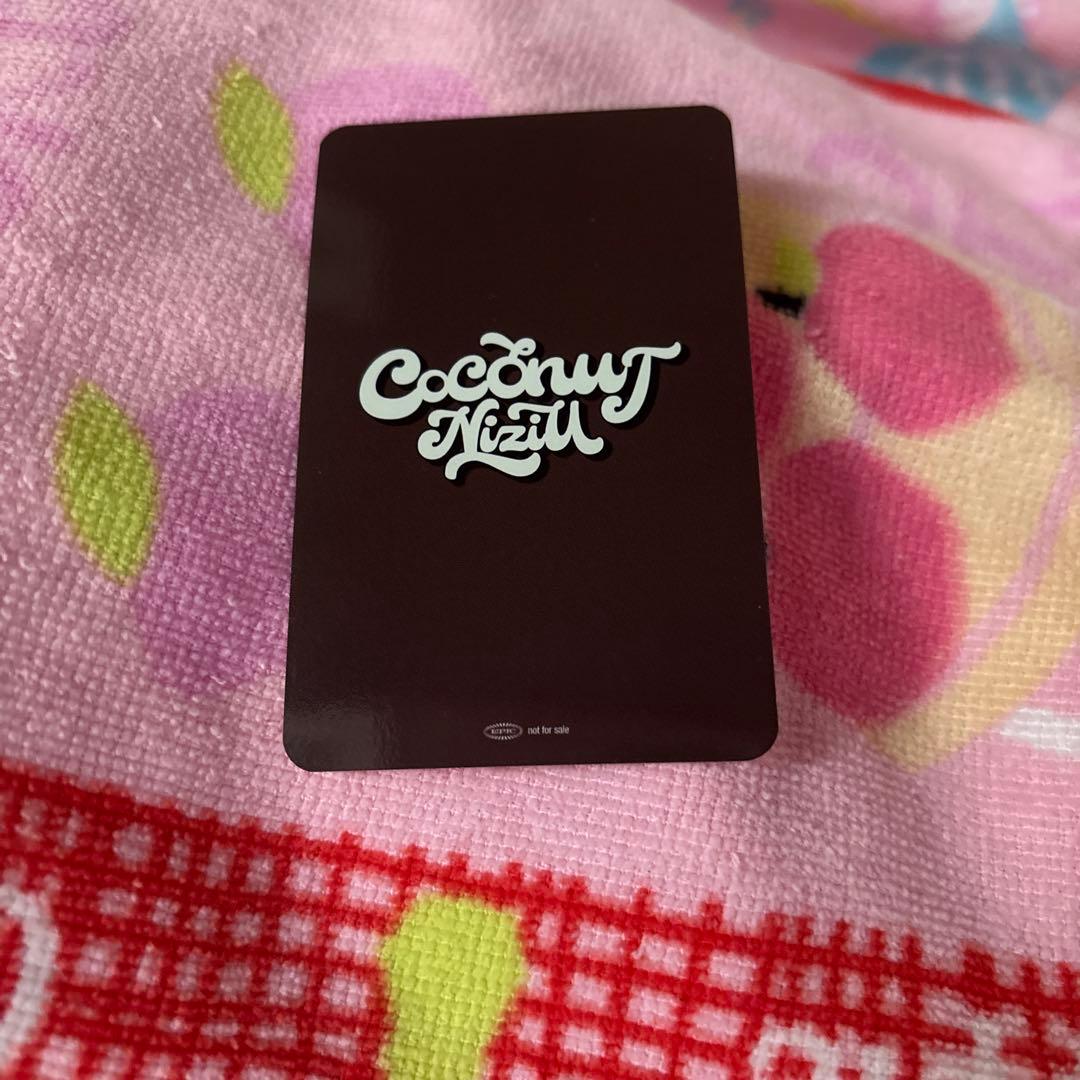 Coconut
NiziU
EPIC not for sale